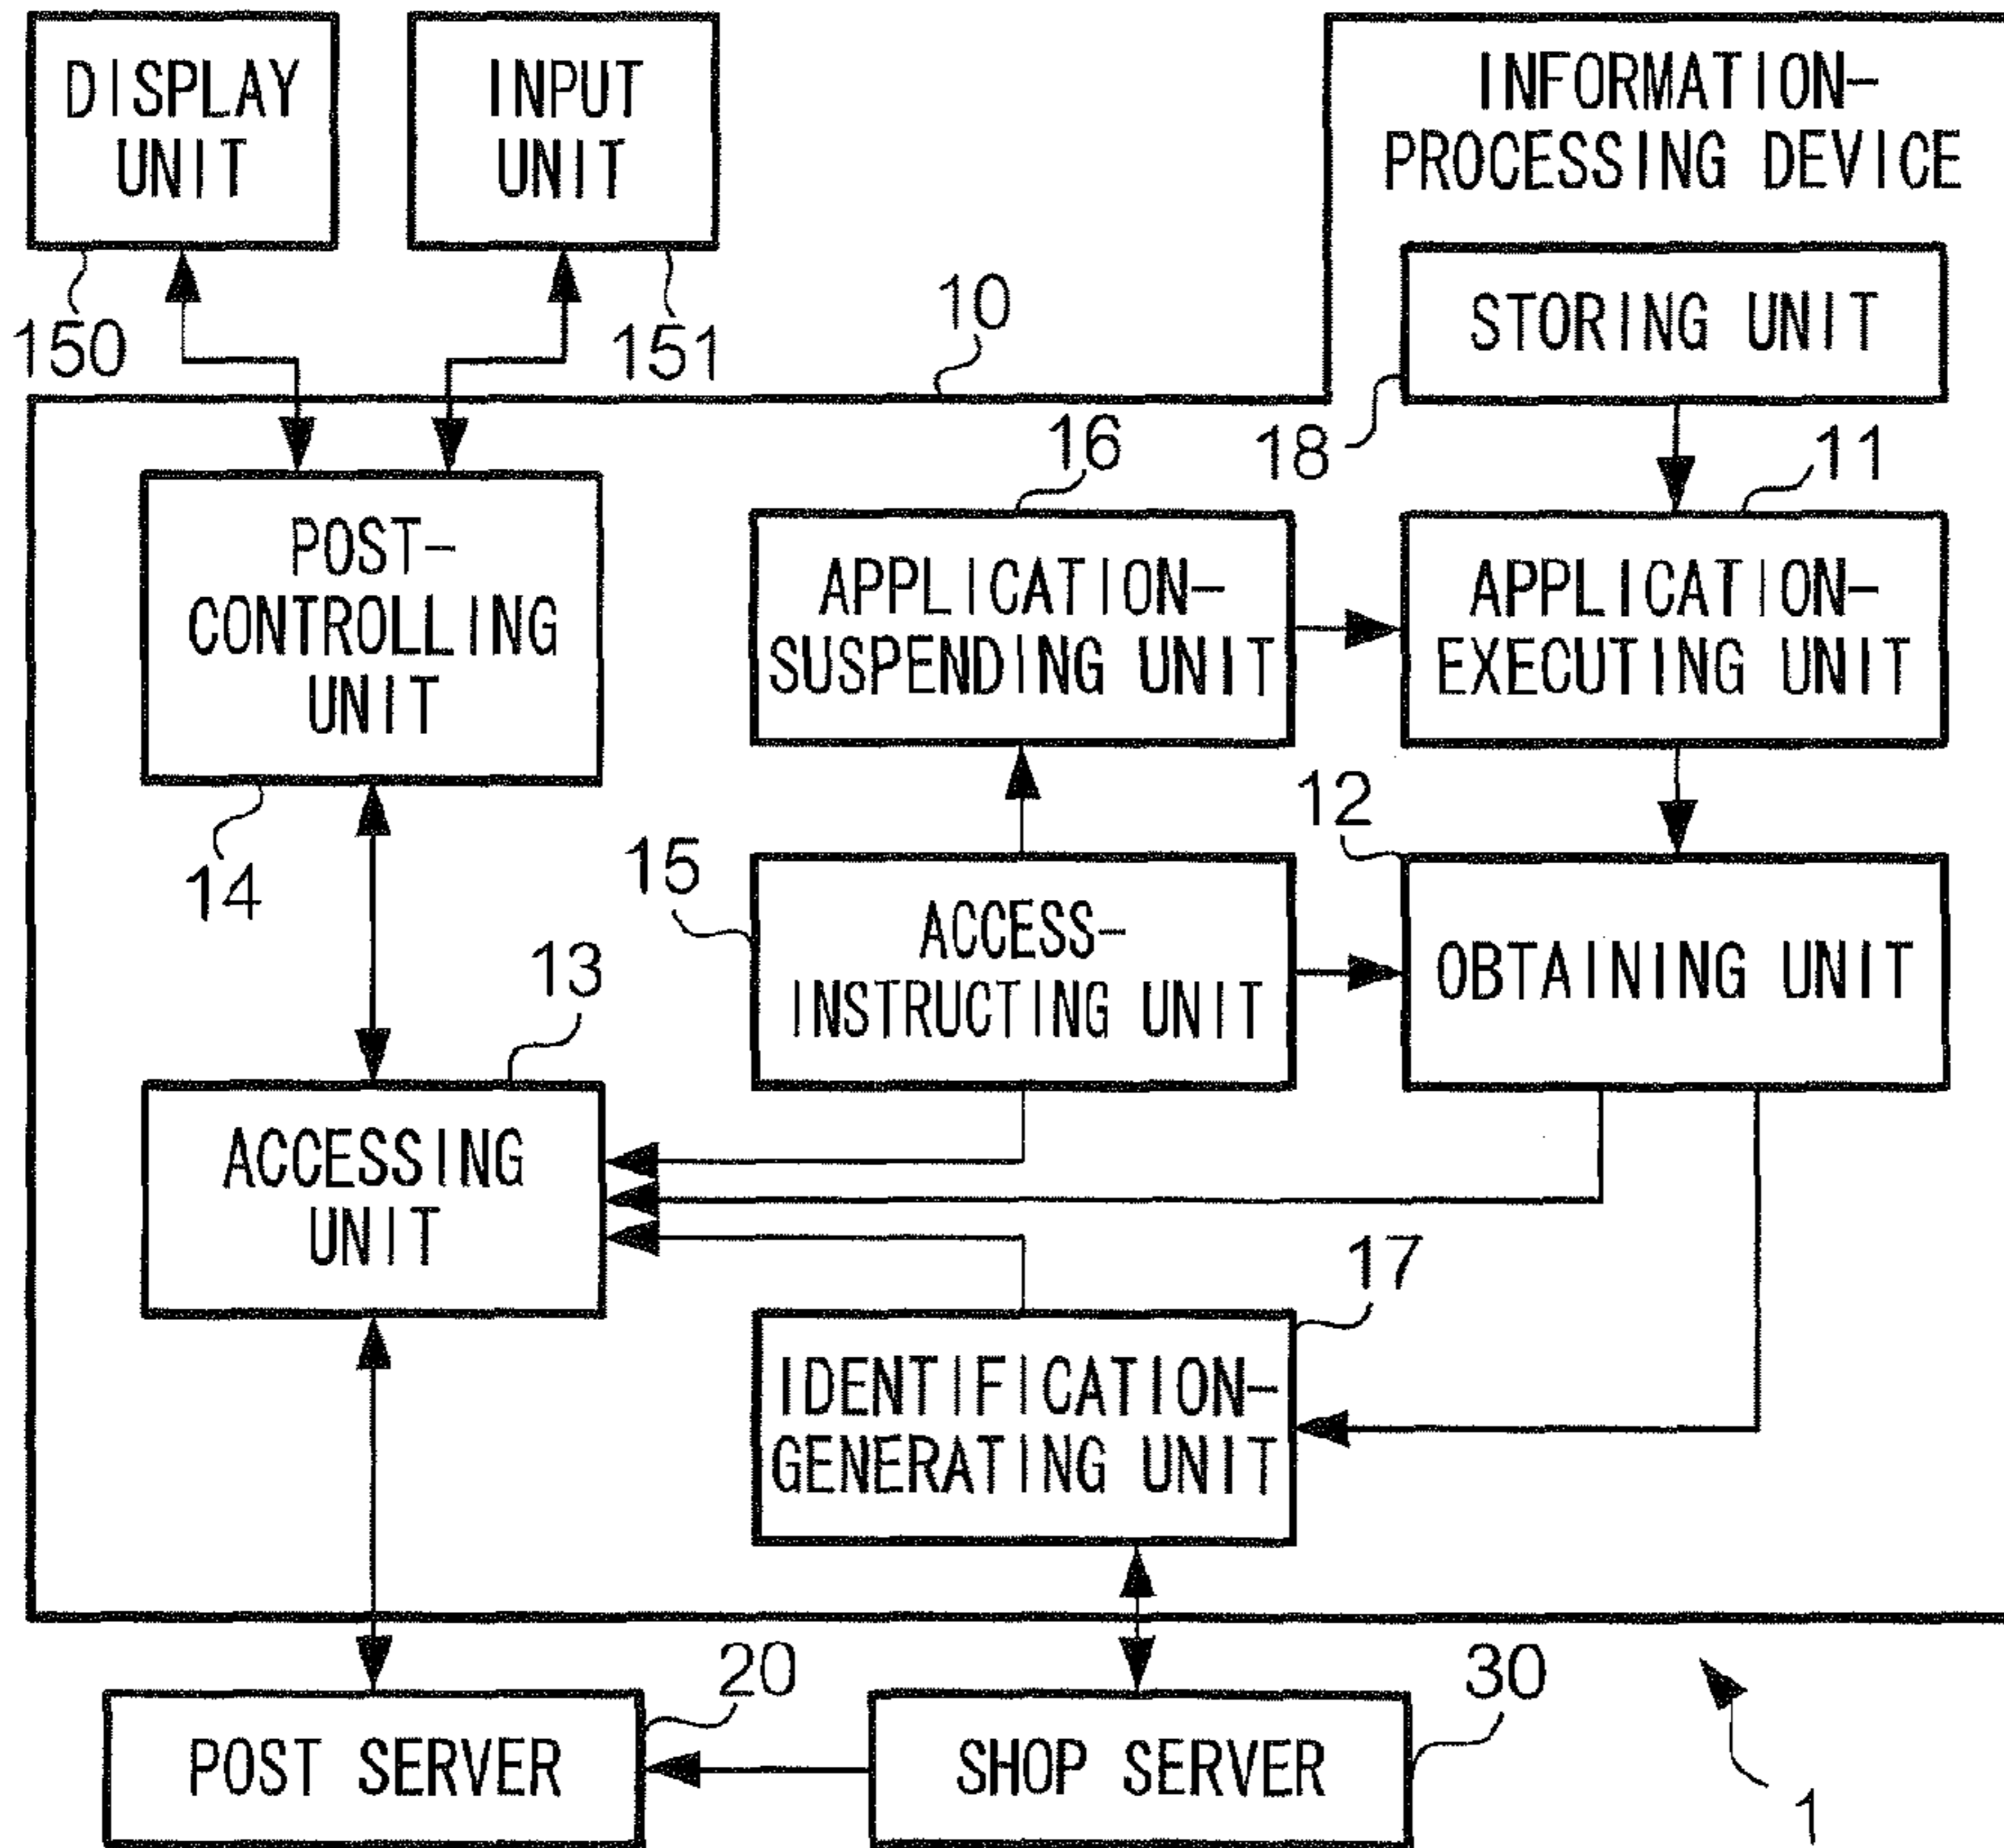 DISPLAY
UNIT
150
INPUT
UNIT
151
INFORMATION-
PROCESSING DEVICE
10
STORING UNIT
18
POST-
CONTROLLING
UNIT
14
16
APPLICATION-
SUSPENDING UNIT
11
APPLICATION-
EXECUTING UNIT
15
ACCESS-
INSTRUCTING UNIT
12
OBTAINING UNIT
13
ACCESSING
UNIT
17
IDENTIFICATION-
GENERATING UNIT
20
POST SERVER
30
SHOP SERVER
1